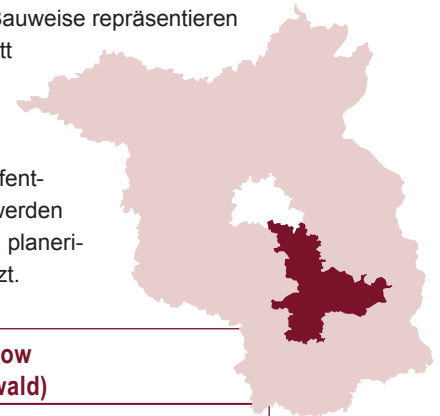 Bauweise repräsentieren
tt
fent-
werden
planeri-
zt.
ow
wald)